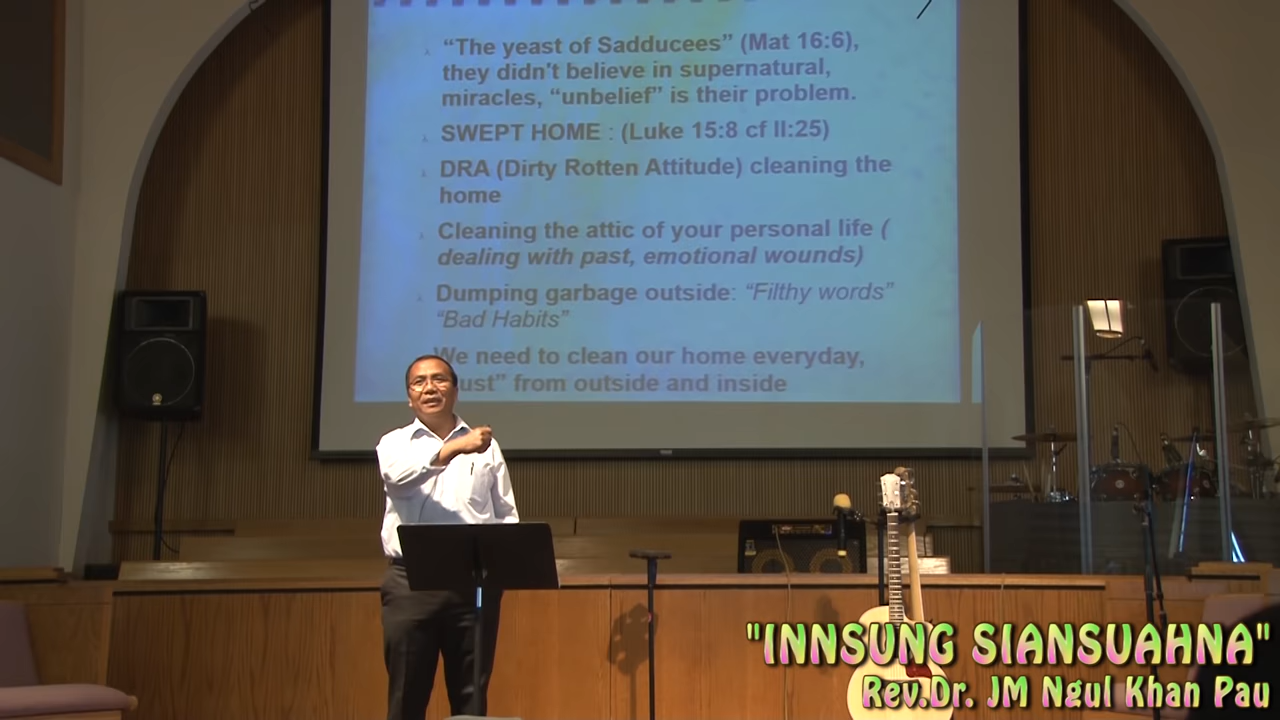 “The yeast of Sadducees” (Mat 16:6),
they didn't believe in supernatural,
miracles, “unbelief” is their problem.
SWEPT HOME : (Luke 15:8 cf II:25)
DRA (Dirty Rotten Attitude) cleaning the
home
Cleaning the attic of your personal life (
dealing with past, emotional wounds)
Dumping garbage outside: “Filthy words”
“Bad Habits”
We need to clean our home everyday,
from outside and inside
"INNSUNG SIANSUAHNA"
Rev.Dr. JM Ngul Khan Pau